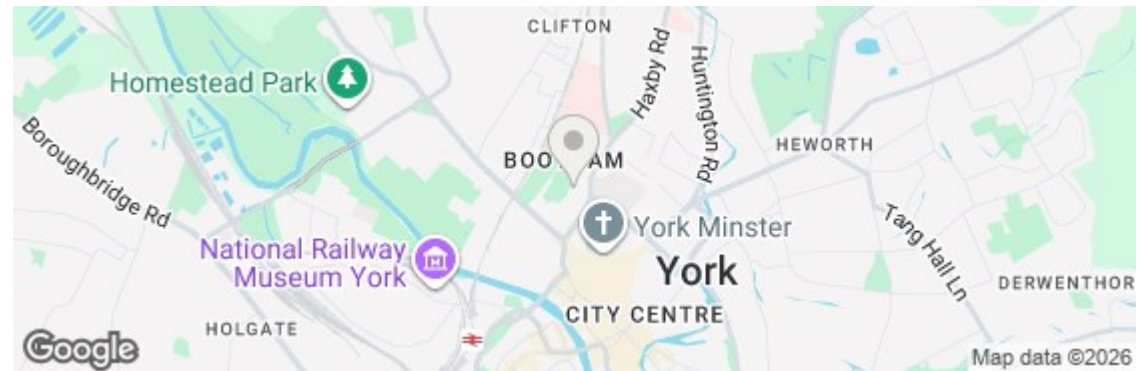 CLIFTON
Haxby Rd
Huntington Rd
Homestead Park
Boroughbridge Rd
HEWORTH
York Minster
National Railway
Museum York
York
Tang Hall Ln
DERWENTHOR
CITY CENTRE
HOLGATE
Google
Map data ©2026